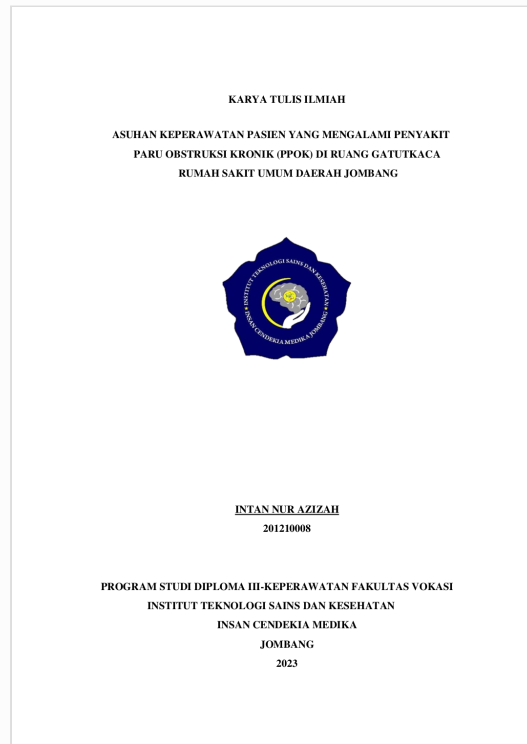 KARYA TULIS ILMIAH
ASUHAN KEPERAWATAN PASIEN YANG MENGALAMI PENYAKIT
PARU OBSTRUKSI KRONIK (PPOK) DI RUANG GATUTKACA
RUMAH SAKIT UMUM DAERAH JOMBANG
INSTITUT TEKNOLOGI SAINS DAN KESEHATAN
INSAN CENDEKIA MEDIKA JOMBANG
INTAN NUR AZIZAH
201210008
PROGRAM STUDI DIPLOMA III-KEPERAWATAN FAKULTAS VOKASI
INSTITUT TEKNOLOGI SAINS DAN KESEHATAN
INSAN CENDEKIA MEDIKA
JOMBANG
2023